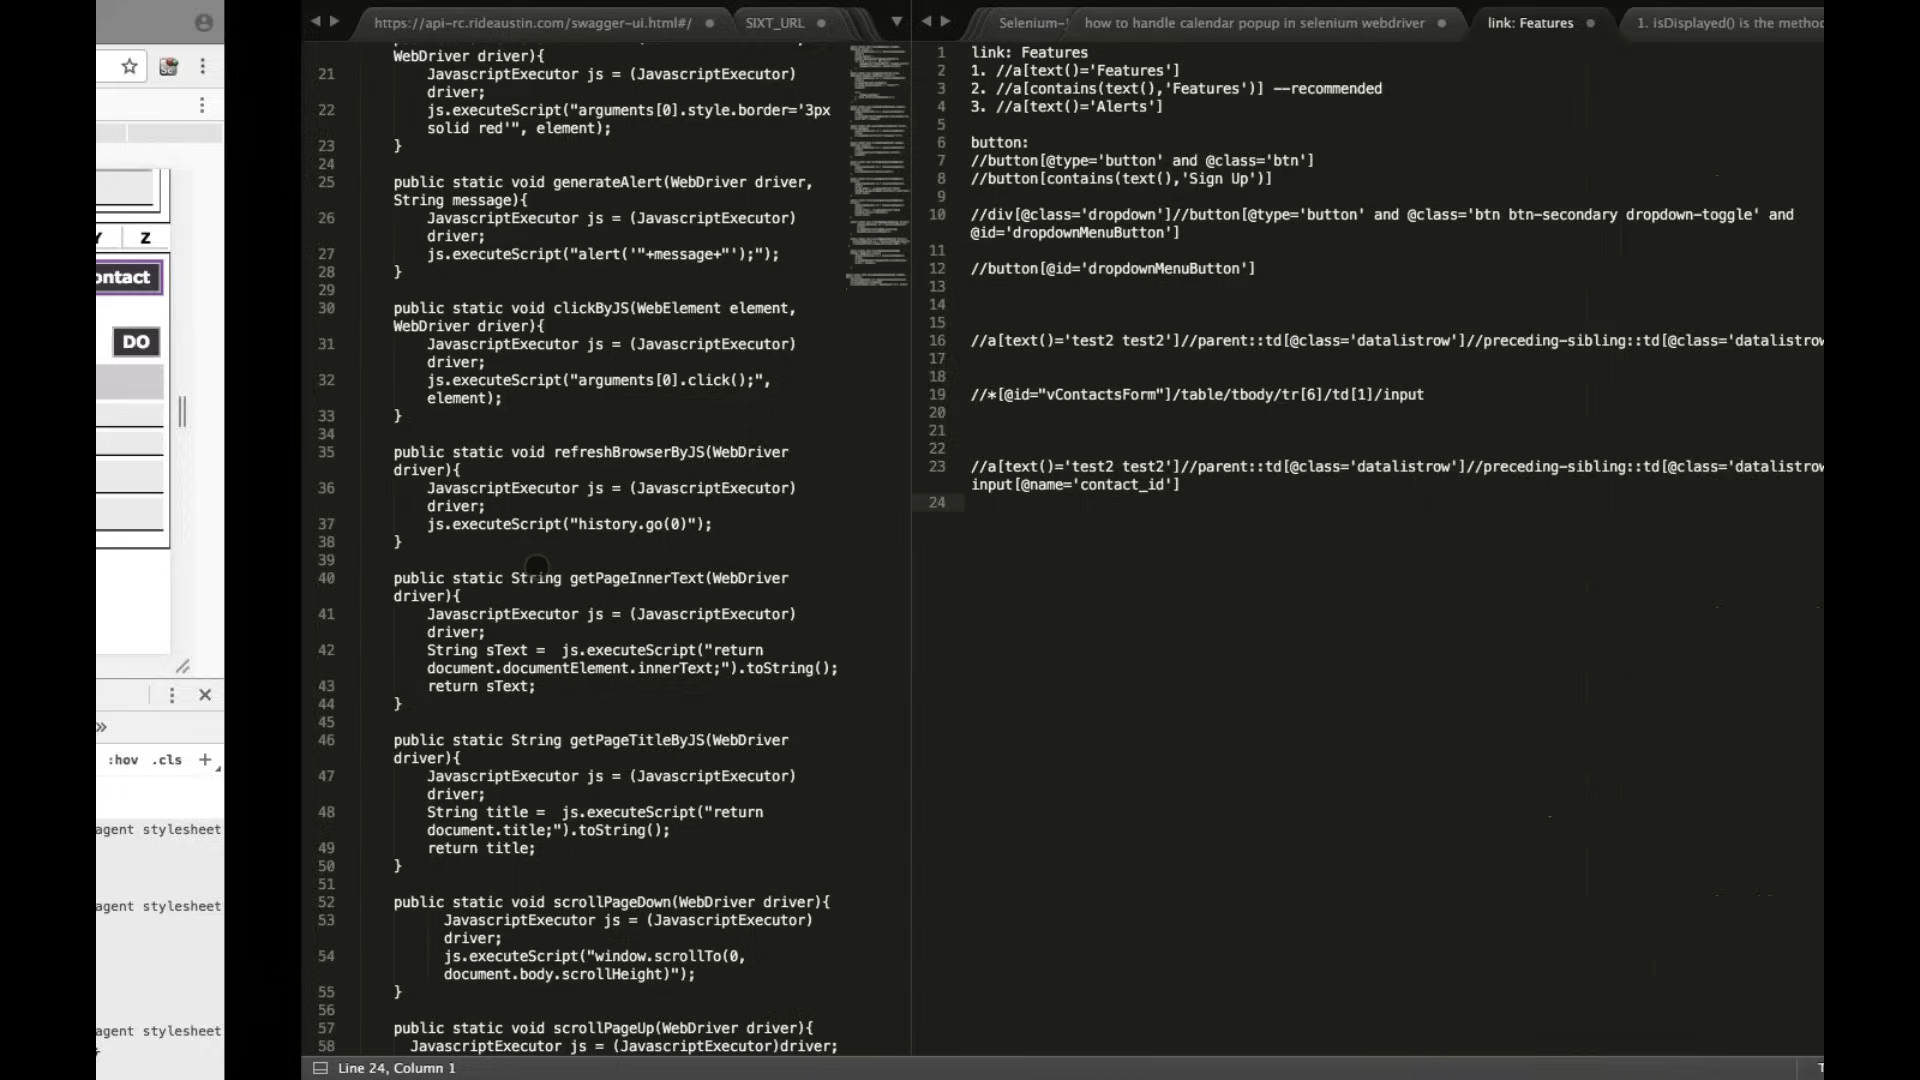 https://api-rc.rideaustin.com/swagger-ui.html#/
SIXT_URL
Selenium-
how to handle calendar popup in selenium webdriver
link: Features
1. isDisplayed() is the metho
Z
ontact
DO
:hov .cls +
agent stylesheet
agent stylesheet
agent stylesheet
WebDriver driver){
21 JavascriptExecutor js = (JavascriptExecutor)
driver;
22 js.executeScript("arguments[0].style.border='3px
solid red'", element);
23 }
24
25 public static void generateAlert(WebDriver driver,
String message){
26 JavascriptExecutor js = (JavascriptExecutor)
driver;
27 js.executeScript("alert('"+message+"');");
28 }
29
30 public static void clickByJS(WebElement element,
WebDriver driver){
31 JavascriptExecutor js = (JavascriptExecutor)
driver;
32 js.executeScript("arguments[0].click();",
element);
33 }
34
35 public static void refreshBrowserByJS(WebDriver
driver){
36 JavascriptExecutor js = (JavascriptExecutor)
driver;
37 js.executeScript("history.go(0)");
38 }
39
40 public static String getPageInnerText(WebDriver
driver){
41 JavascriptExecutor js = (JavascriptExecutor)
driver;
42 String sText =  js.executeScript("return
document.documentElement.innerText;").toString();
43 return sText;
44 }
45
46 public static String getPageTitleByJS(WebDriver
driver){
47 JavascriptExecutor js = (JavascriptExecutor)
driver;
48 String title =  js.executeScript("return
document.title;").toString();
49 return title;
50 }
51
52 public static void scrollPageDown(WebDriver driver){
53 JavascriptExecutor js = (JavascriptExecutor)
driver;
54 js.executeScript("window.scrollTo(0,
document.body.scrollHeight)");
55 }
56
57 public static void scrollPageUp(WebDriver driver){
58 JavascriptExecutor js = (JavascriptExecutor)driver;
1 link: Features
2 1. //a[text()='Features']
3 2. //a[contains(text(),'Features')] --recommended
4 3. //a[text()='Alerts']
5
6 button:
7 //button[@type='button' and @class='btn']
8 //button[contains(text(),'Sign Up')]
9
10 //div[@class='dropdown']//button[@type='button' and @class='btn btn-secondary dropdown-toggle' and
@id='dropdownMenuButton']
11
12 //button[@id='dropdownMenuButton']
13
14
15
16 //a[text()='test2 test2']//parent::td[@class='datalistrow']//preceding-sibling::td[@class='datalistrow
17
18
19 //*[@id="vContactsForm"]/table/tbody/tr[6]/td[1]/input
20
21
22
23 //a[text()='test2 test2']//parent::td[@class='datalistrow']//preceding-sibling::td[@class='datalistrow
input[@name='contact_id']
24
Line 24, Column 1